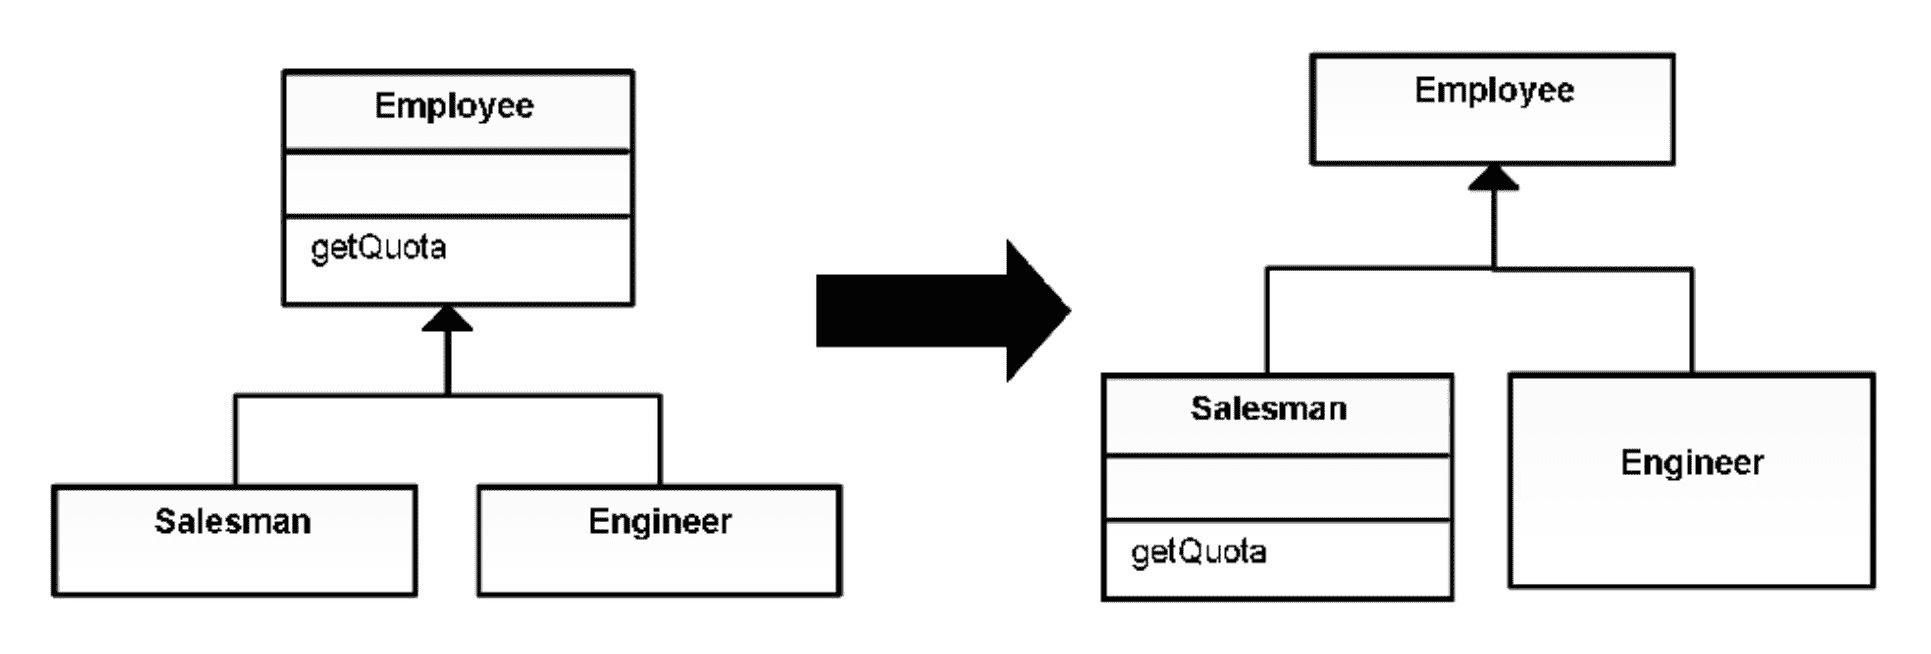 Employee
getQuota
Salesman
Engineer
Employee
Salesman
getQuota
Engineer